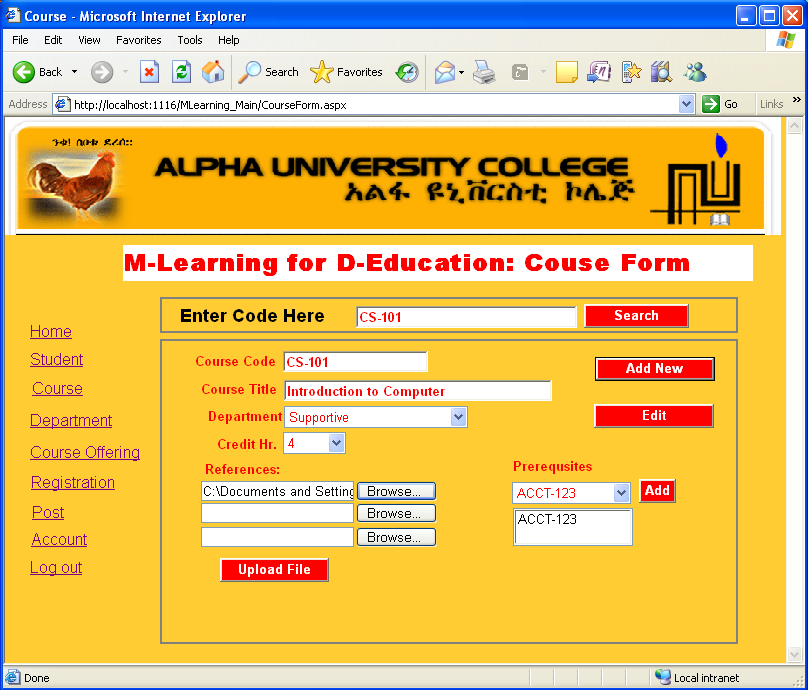 Course - Microsoft Internet Explorer
File Edit View Favorites Tools Help
Back Search Favorites
Address http://localhost:1116/MLearning_Main/CourseForm.aspx Go Links »
ALPHA UNIVERSITY COLLEGE
አልፋ ዩኒቨርስቲ ኮሌጅ
M-Learning for D-Education: Couse Form
Enter Code Here CS-101 Search
Home
Student
Course
Department
Course Offering
Registration
Post
Account
Log out
Course Code CS-101 Add New
Course Title Introduction to Computer
Department Supportive Edit
Credit Hr. 4
References: Prerequsites
C:\Documents and Setting Browse... ACCT-123 Add
Browse... ACCT-123
Browse...
Upload File
Done Local intranet